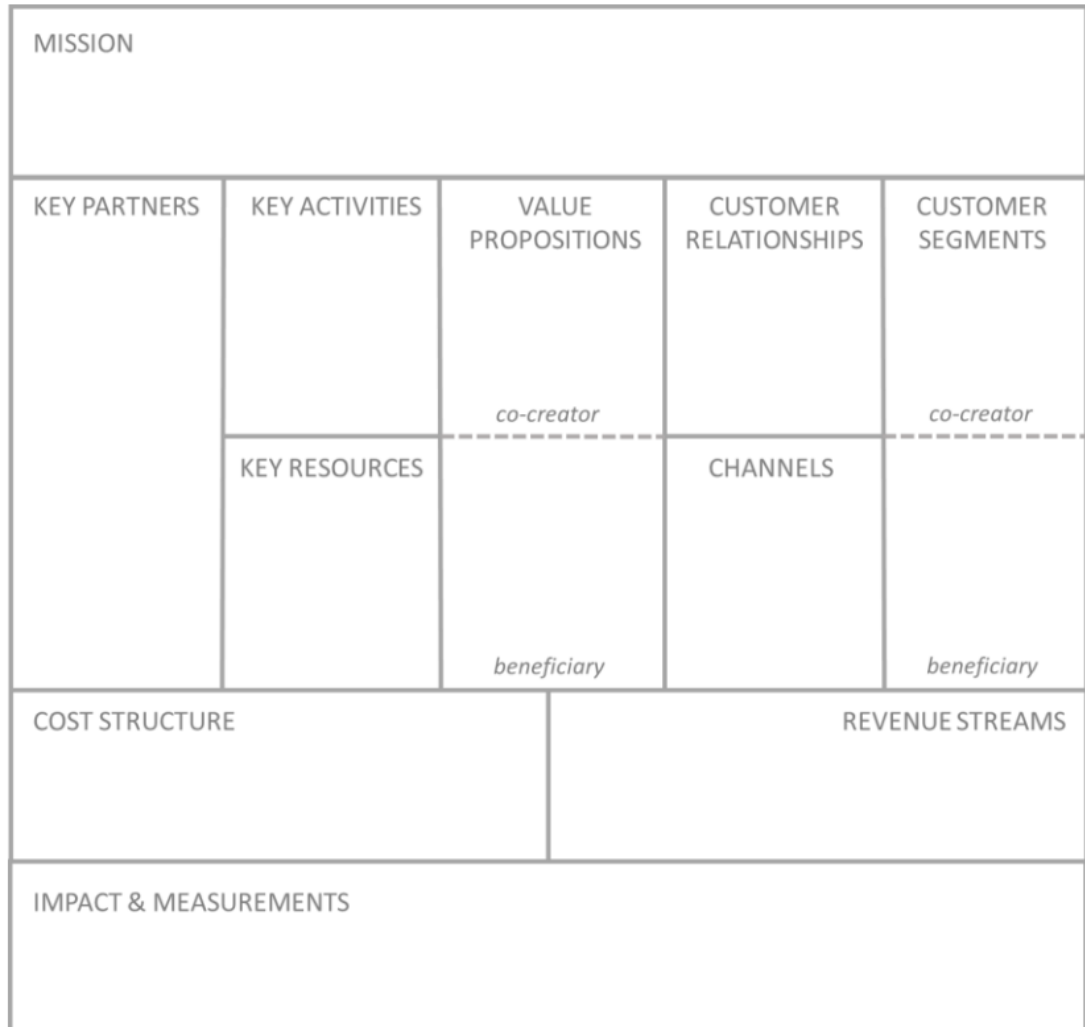 MISSION
KEY PARTNERS
KEY ACTIVITIES
VALUE
PROPOSITIONS
co-creator
beneficiary
CUSTOMER
RELATIONSHIPS
CUSTOMER
SEGMENTS
co-creator
beneficiary
KEY RESOURCES
CHANNELS
COST STRUCTURE
REVENUE STREAMS
IMPACT & MEASUREMENTS